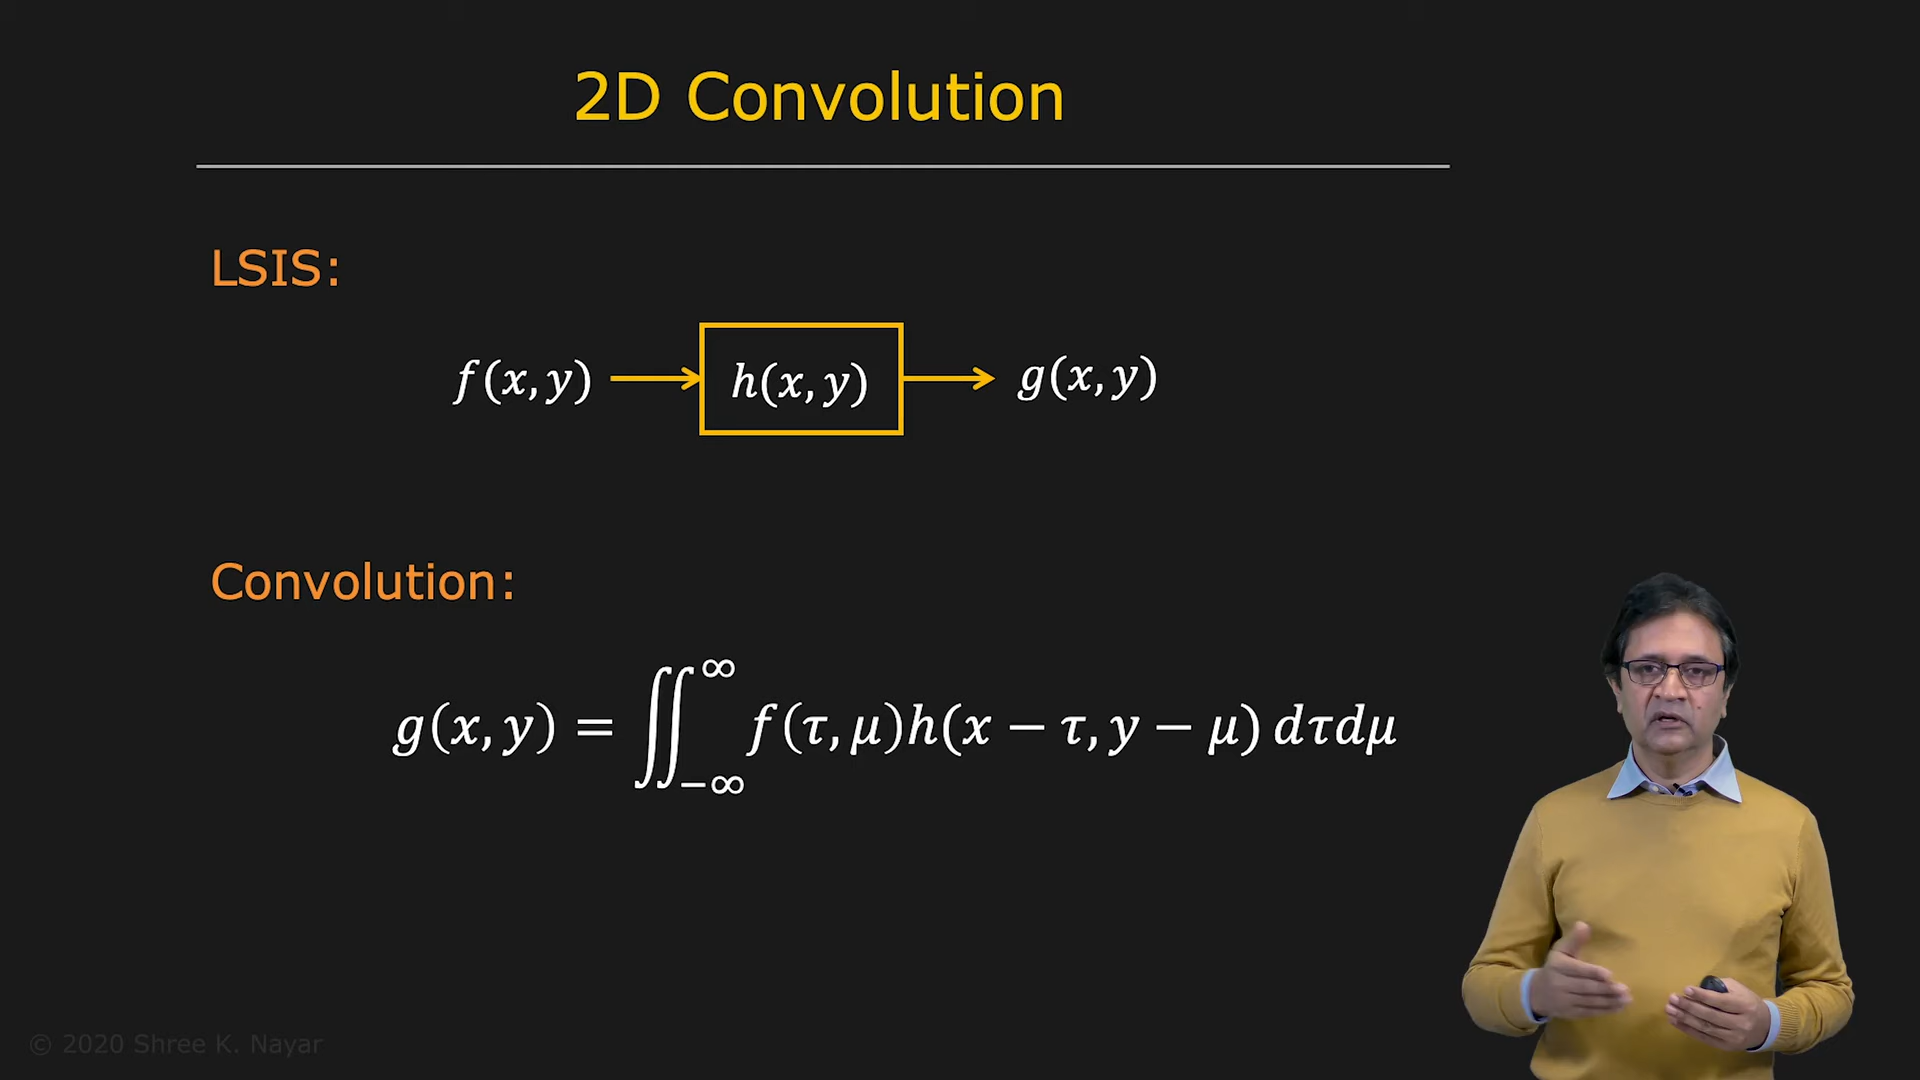 2D Convolution
LSIS:
f(x, y) → h(x, y) → g(x, y)
Convolution:
g(x, y) = ∬_{−∞}^{∞} f(τ, μ)h(x − τ, y − μ) dτdμ
© 2020 Shree K. Nayar